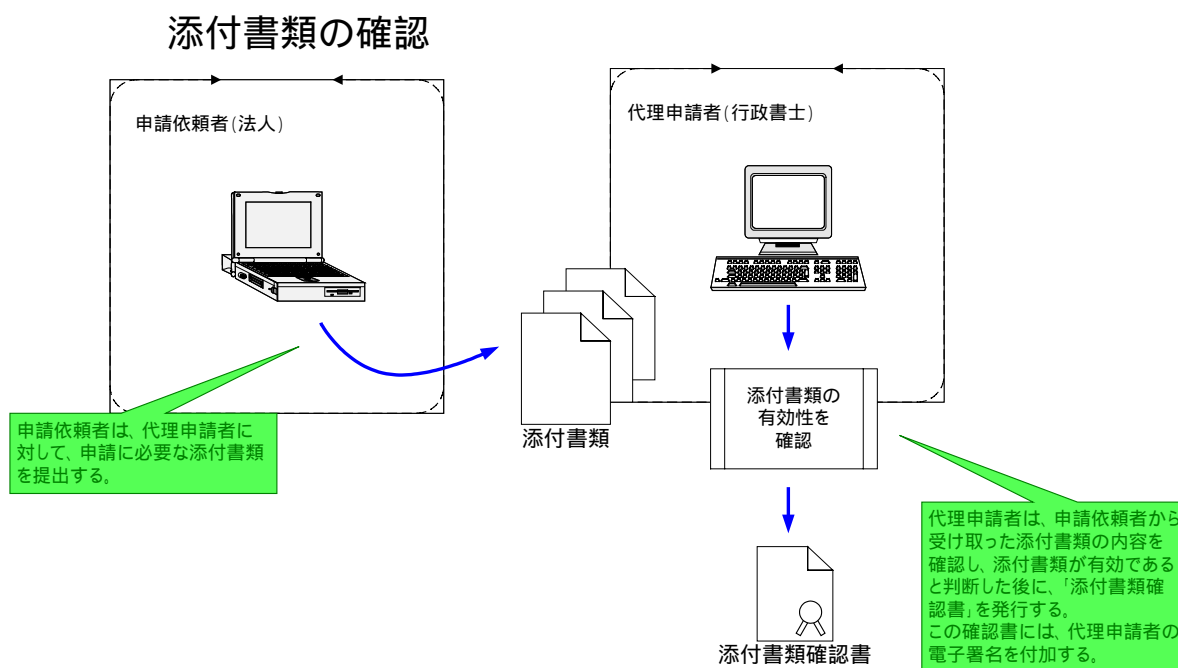 添付書類の確認
申請依頼者(法人)
代理申請者(行政書士)
添付書類の
有効性を
確認
添付書類
申請依頼者は、代理申請者に
対して、申請に必要な添付書類
を提出する。
代理申請者は、申請依頼者から
受け取った添付書類の内容を
確認し、添付書類が有効である
と判断した後に、「添付書類確
認書」を発行する。
この確認書には、代理申請者の
電子署名を付加する。
添付書類確認書